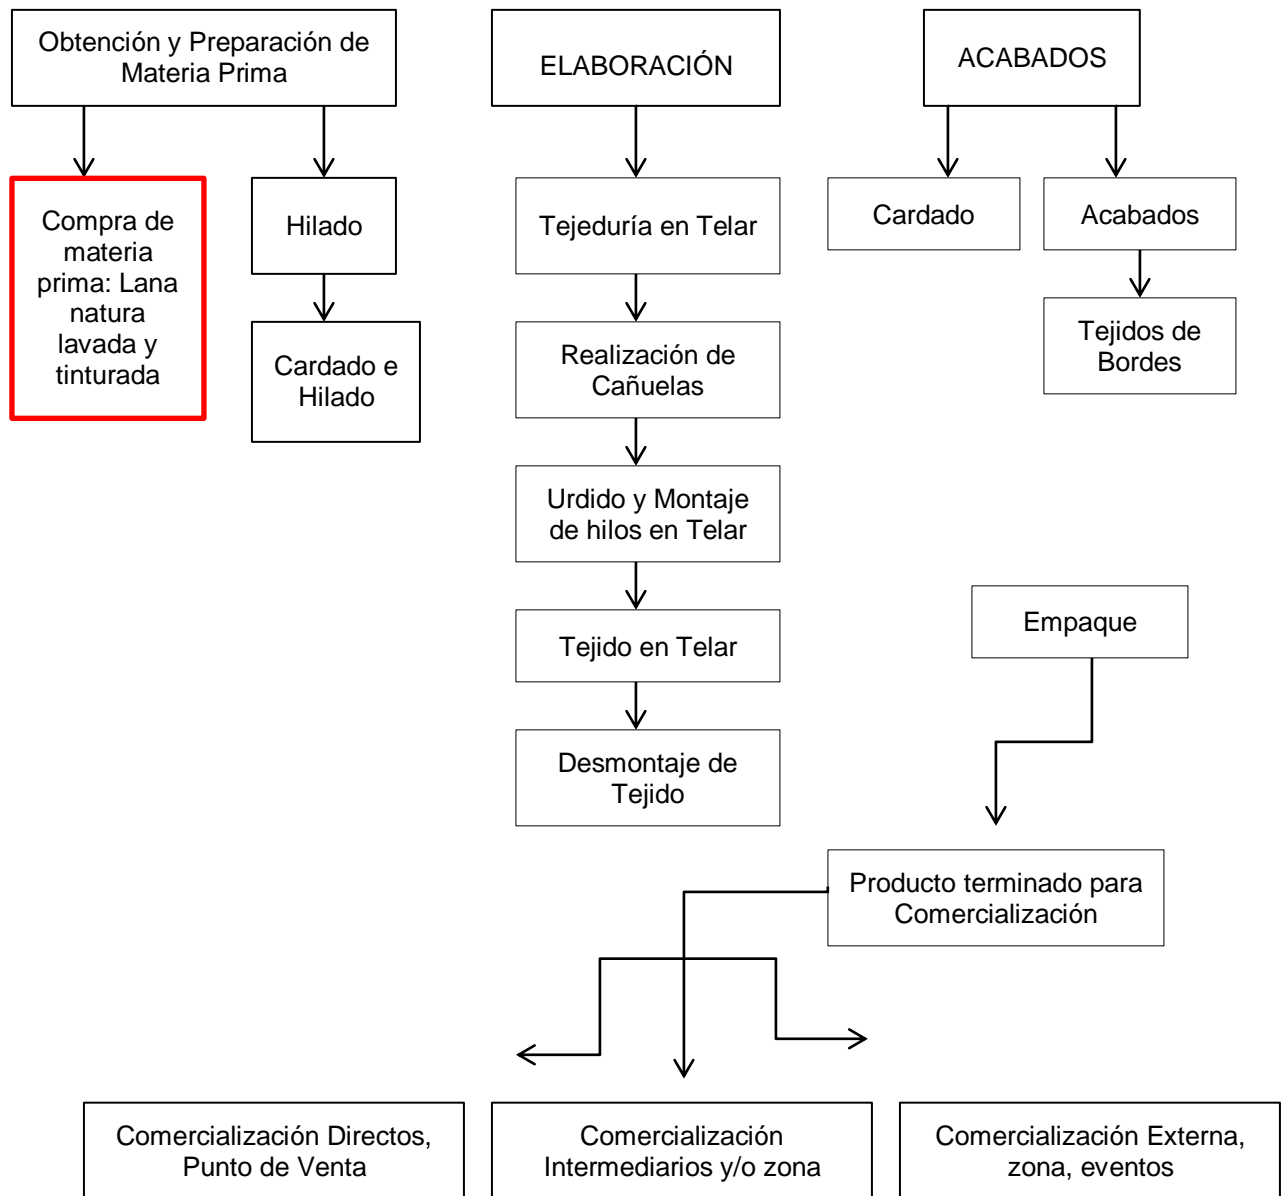 Obtención y Preparación de
Materia Prima
ELABORACIÓN
ACABADOS
Compra de
materia
prima: Lana
natura
lavada y
tinturada
Hilado
Cardado e
Hilado
Tejeduría en Telar
Realización de
Cañuelas
Urdido y Montaje
de hilos en Telar
Tejido en Telar
Desmontaje de
Tejido
Cardado
Acabados
Tejidos de
Bordes
Empaque
Producto terminado para
Comercialización
Comercialización Directos,
Punto de Venta
Comercialización
Intermediarios y/o zona
Comercialización Externa,
zona, eventos